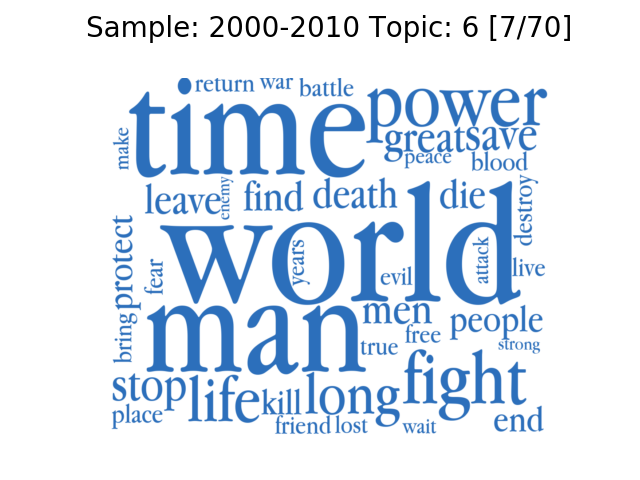 Sample: 2000-2010 Topic: 6 [7/70]
return war battle
time power
make great save
peace blood
leave enemy find death die destroy
world
protect fear years evil attack live
man men people
bring true free strong
stop life kill long fight
place friend lost wait end